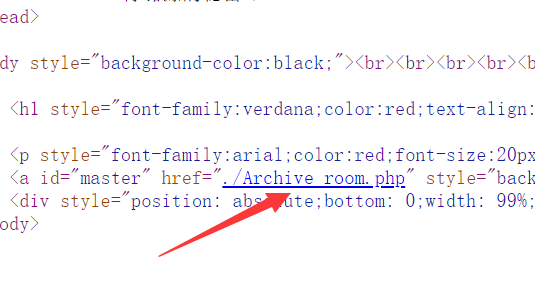 ead>
dy style="background-color:black;"><br><br><br><br><b
<h1 style="font-family:verdana;color:red;text-align:
<p style="font-family:arial;color:red;font-size:20px
<a id="master" href="./Archive_room.php" style="back
<div style="position: absolute;bottom: 0;width: 99%;
ody>